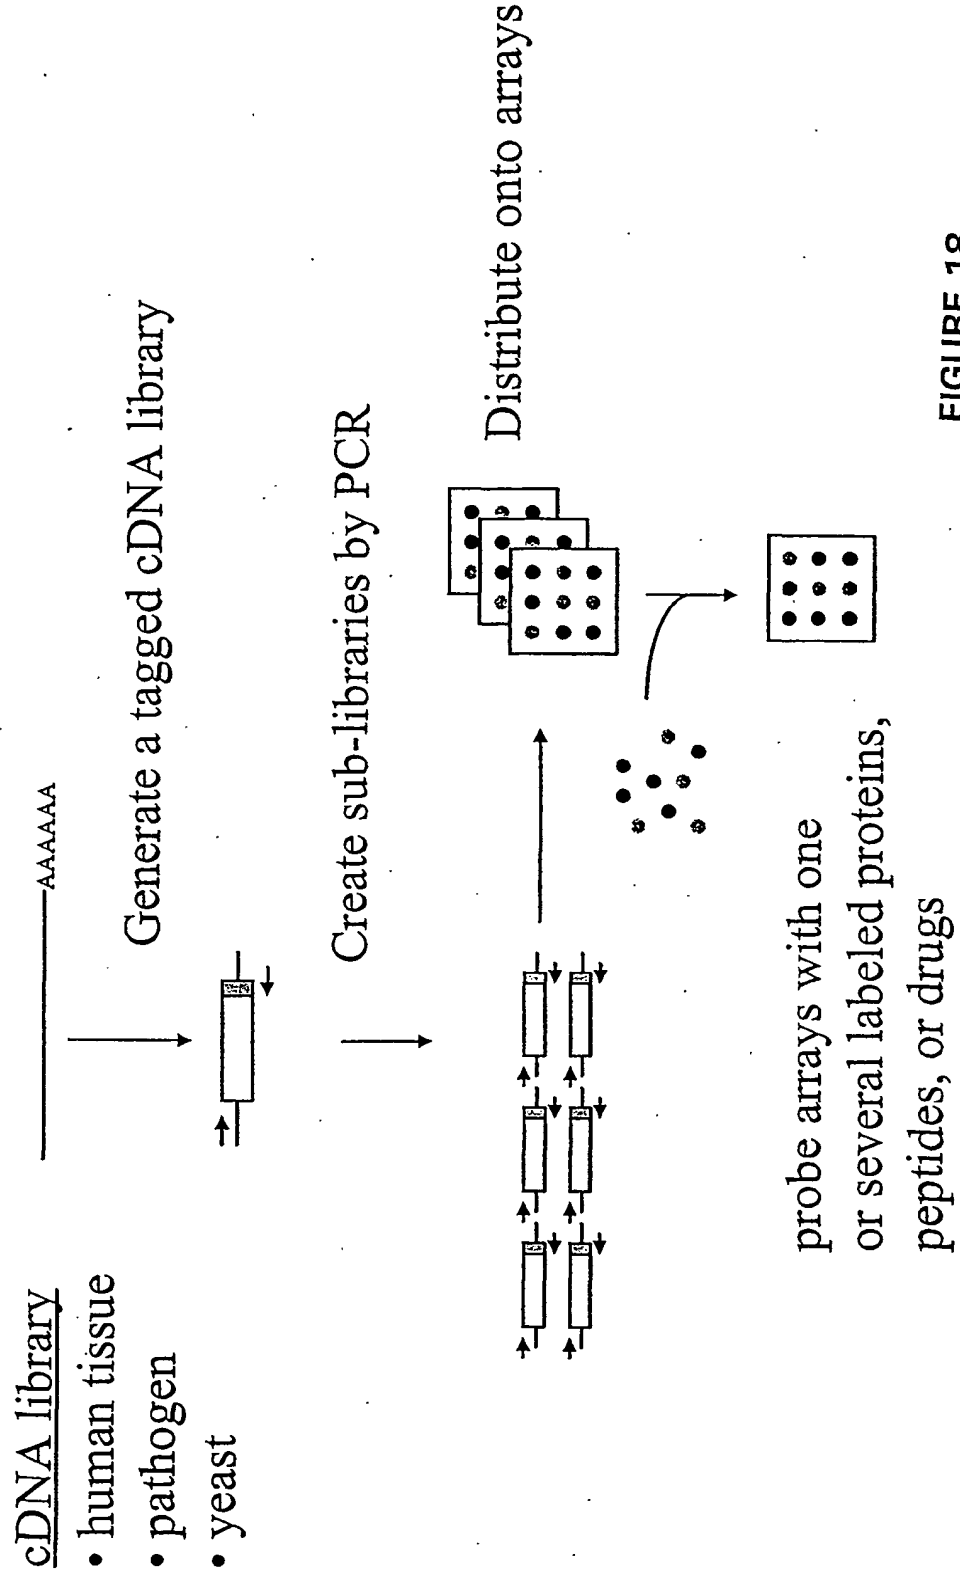 cDNA library
• human tissue
• pathogen
• yeast
AAAAAAA
Generate a tagged cDNA library
Create sub-libraries by PCR
Distribute onto arrays
probe arrays with one
or several labeled proteins,
peptides, or drugs